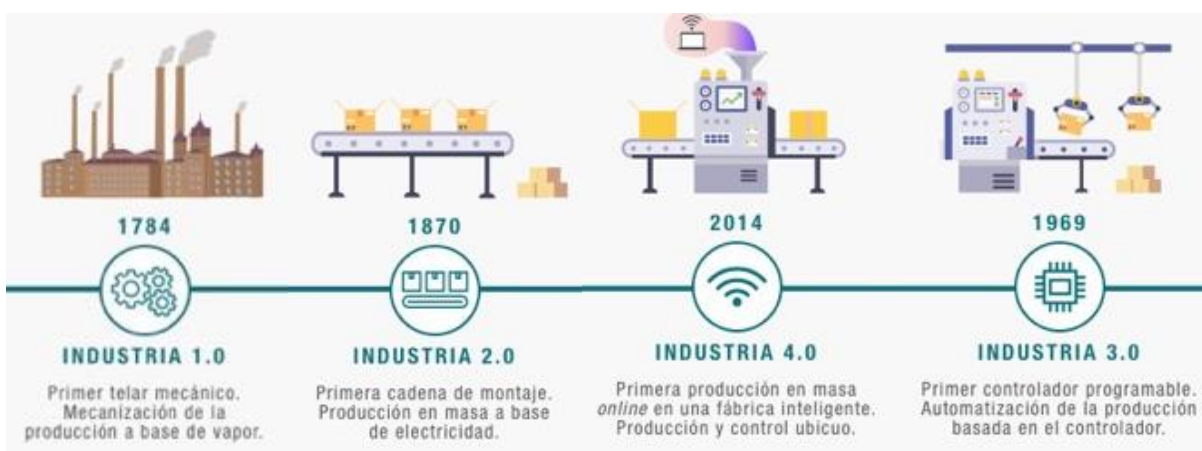 1784
INDUSTRIA 1.0
Primer telar mecánico.
Mecanización de la
producción a base de vapor.
1870
INDUSTRIA 2.0
Primera cadena de montaje.
Producción en masa a base
de electricidad.
2014
INDUSTRIA 4.0
Primera producción en masa
online en una fábrica inteligente.
Producción y control ubicuo.
1969
INDUSTRIA 3.0
Primer controlador programable.
Automatización de la producción
basada en el controlador.